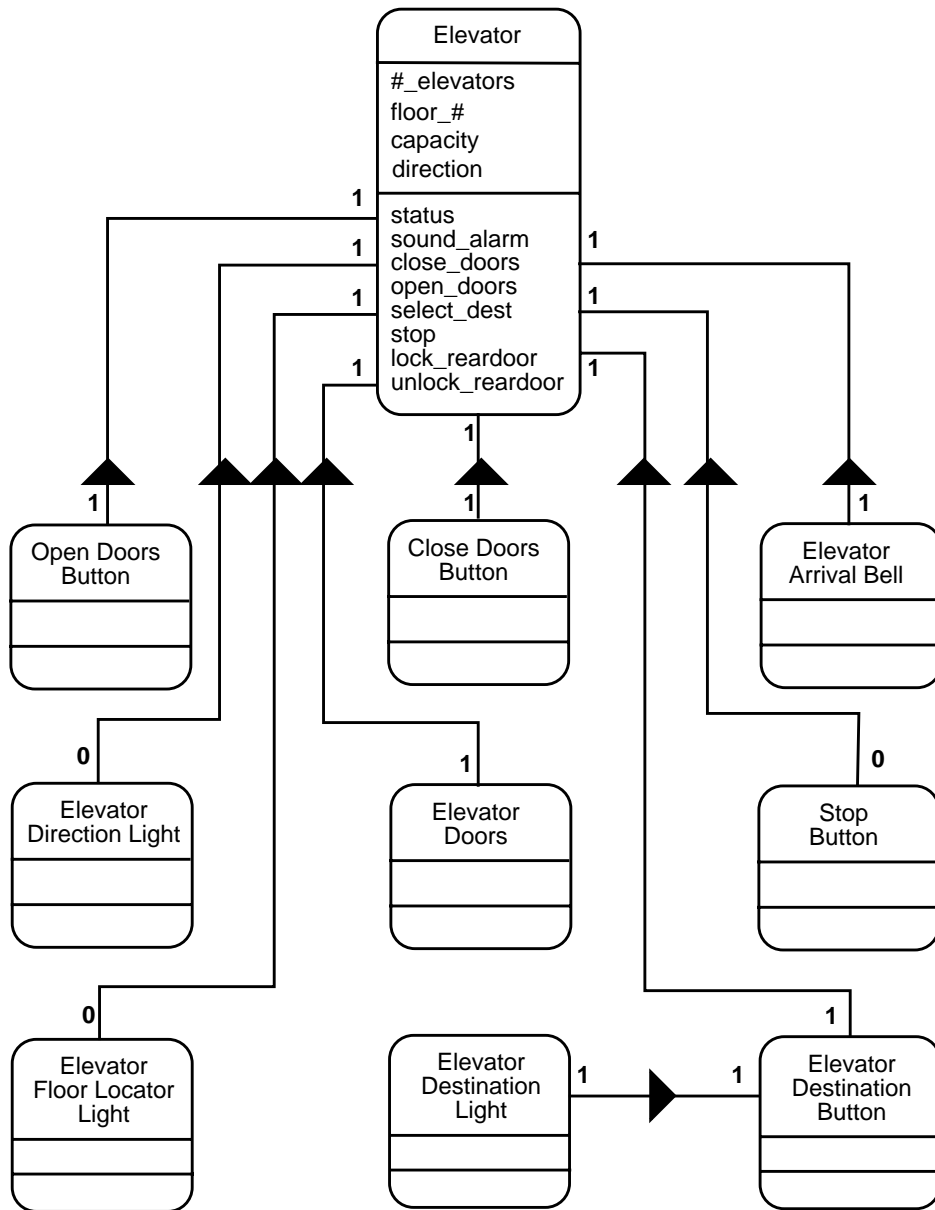 Elevator
#_elevators
floor_#
capacity
direction
status
sound_alarm
close_doors
open_doors
select_dest
stop
lock_reardoor
unlock_reardoor
1
1
1
1
1
1
1
1
1
1
1
Open Doors
Button
Close Doors
Button
Elevator
Arrival Bell
0
1
0
Elevator
Direction Light
Elevator
Doors
Stop
Button
0
1
Elevator
Floor Locator
Light
Elevator
Destination
Light
1
1
Elevator
Destination
Button